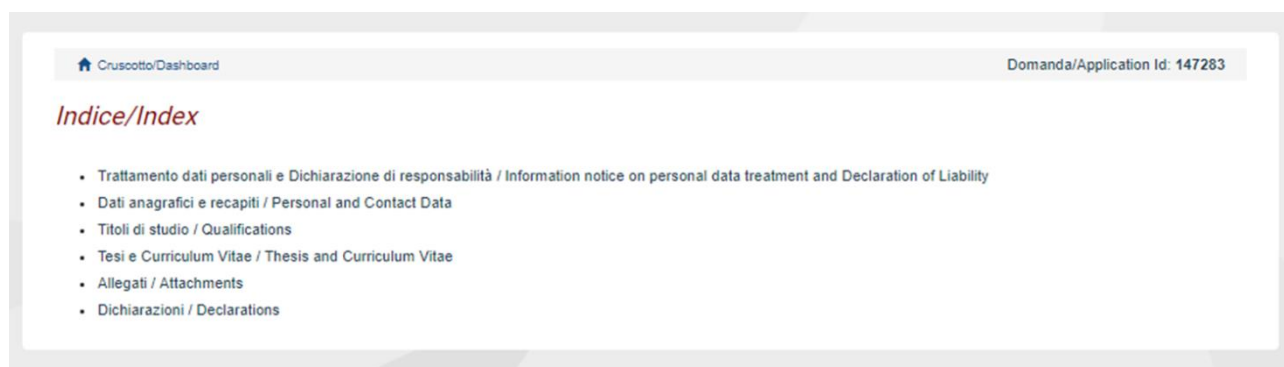 Cruscotto/Dashboard Domanda/Application Id: 147283
Indice/Index
Trattamento dati personali e Dichiarazione di responsabilità / Information notice on personal data treatment and Declaration of Liability
Dati anagrafici e recapiti / Personal and Contact Data
Titoli di studio / Qualifications
Tesi e Curriculum Vitae / Thesis and Curriculum Vitae
Allegati / Attachments
Dichiarazioni / Declarations